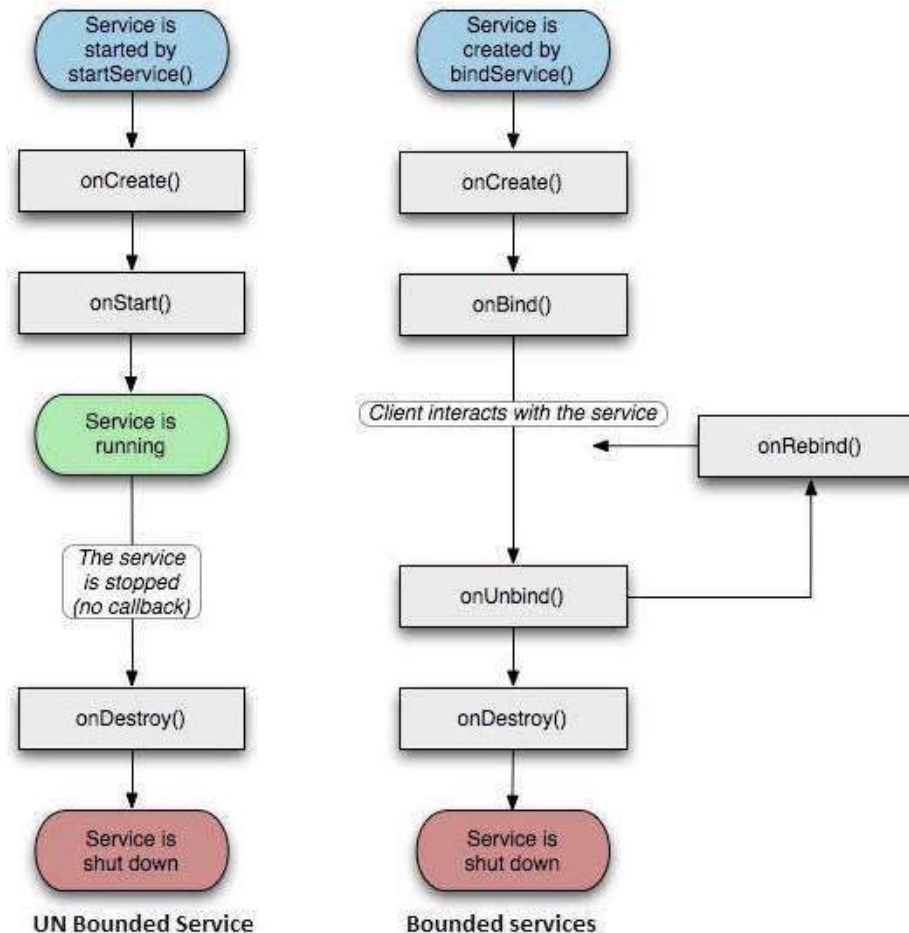 Service is
started by
startService()
onCreate()
onStart()
Service is
running
The service
is stopped
(no callback)
onDestroy()
Service is
shut down
UN Bounded Service
Service is
created by
bindService()
onCreate()
onBind()
Client interacts with the service
onRebind()
onUnbind()
onDestroy()
Service is
shut down
Bounded services